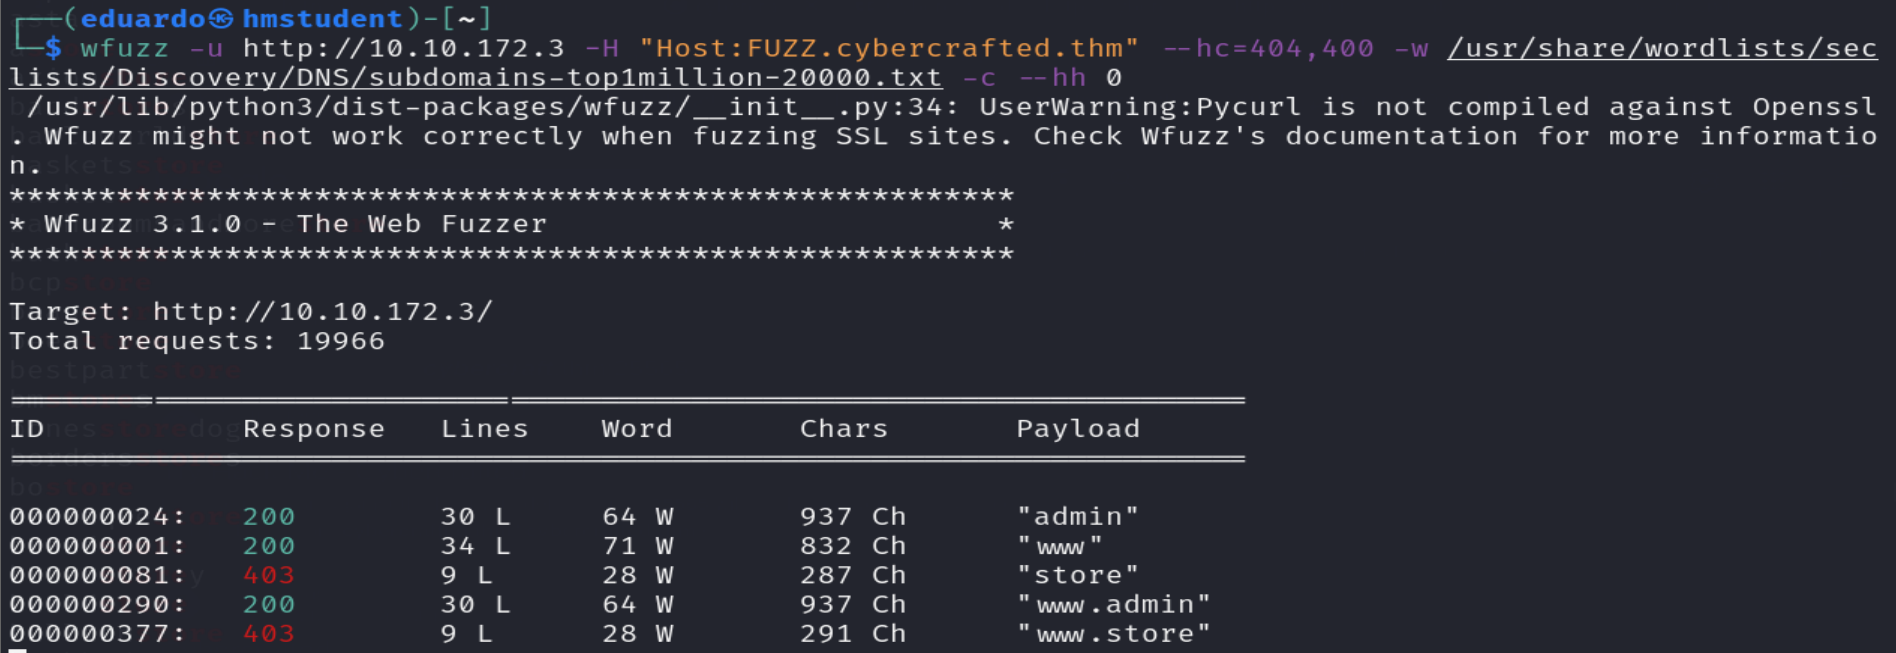 ┌──(eduardo㉿hmstudent)-[~]
└─$ wfuzz -u http://10.10.172.3 -H "Host:FUZZ.cybercrafted.thm" --hc=404,400 -w /usr/share/wordlists/sec
lists/Discovery/DNS/subdomains-top1million-20000.txt -c --hh 0
/usr/lib/python3/dist-packages/wfuzz/__init__.py:34: UserWarning:Pycurl is not compiled against Openssl
. Wfuzz might not work correctly when fuzzing SSL sites. Check Wfuzz's documentation for more informatio
n.
********************************************************
* Wfuzz 3.1.0 - The Web Fuzzer                         *
********************************************************
Target: http://10.10.172.3/
Total requests: 19966
=====================================================================
ID Response Lines Word Chars Payload
=====================================================================
000000024: 200 30 L 64 W 937 Ch "admin"
000000001: 200 34 L 71 W 832 Ch "www"
000000081: 403 9 L 28 W 287 Ch "store"
000000290: 200 30 L 64 W 937 Ch "www.admin"
000000377: 403 9 L 28 W 291 Ch "www.store"